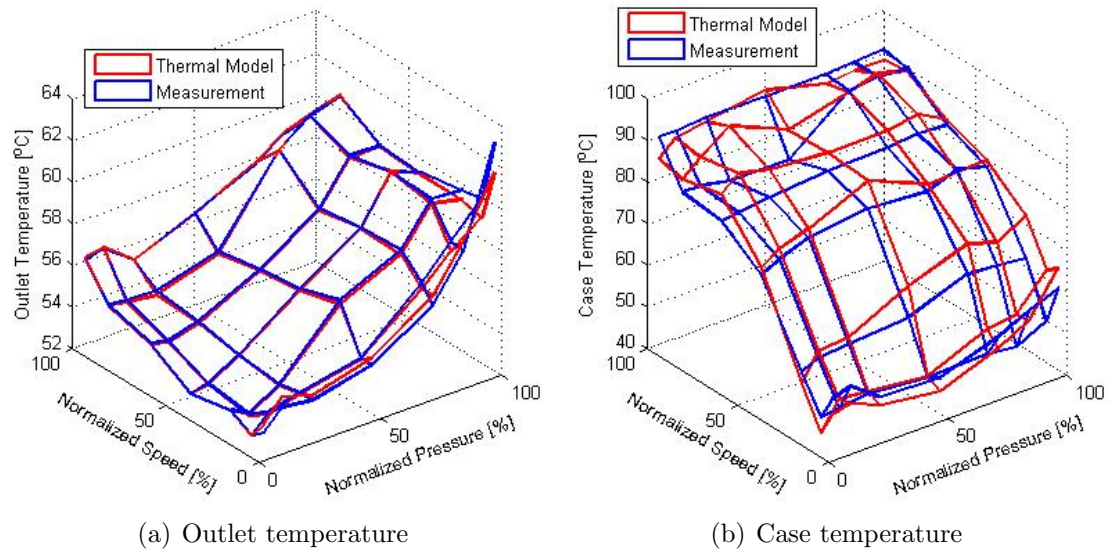 Thermal Model
Measurement
64
62
60
58
56
54
52
Outlet Temperature [ºC]
100
50
0
Normalized Speed [%]
0
50
100
Normalized Pressure [%]
(a) Outlet temperature
Thermal Model
Measurement
100
90
80
70
60
50
40
Case Temperature [ºC]
100
50
0
Normalized Speed [%]
0
50
100
Normalized Pressure [%]
(b) Case temperature